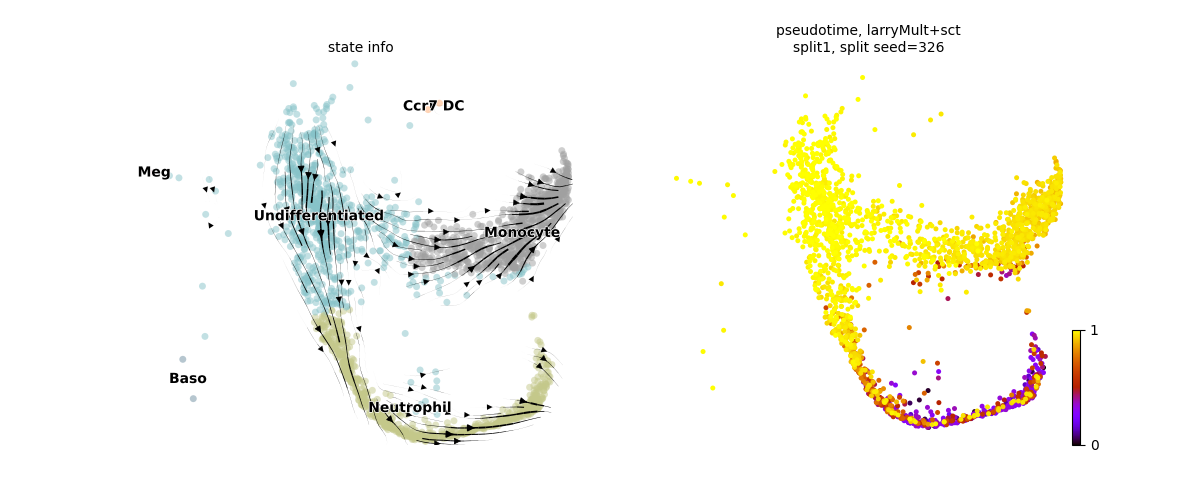 state info
pseudotime, larryMult+sct
split1, split seed=326
Ccr7 DC
Meg
Undifferentiated
Monocyte
Baso
Neutrophil
1
0